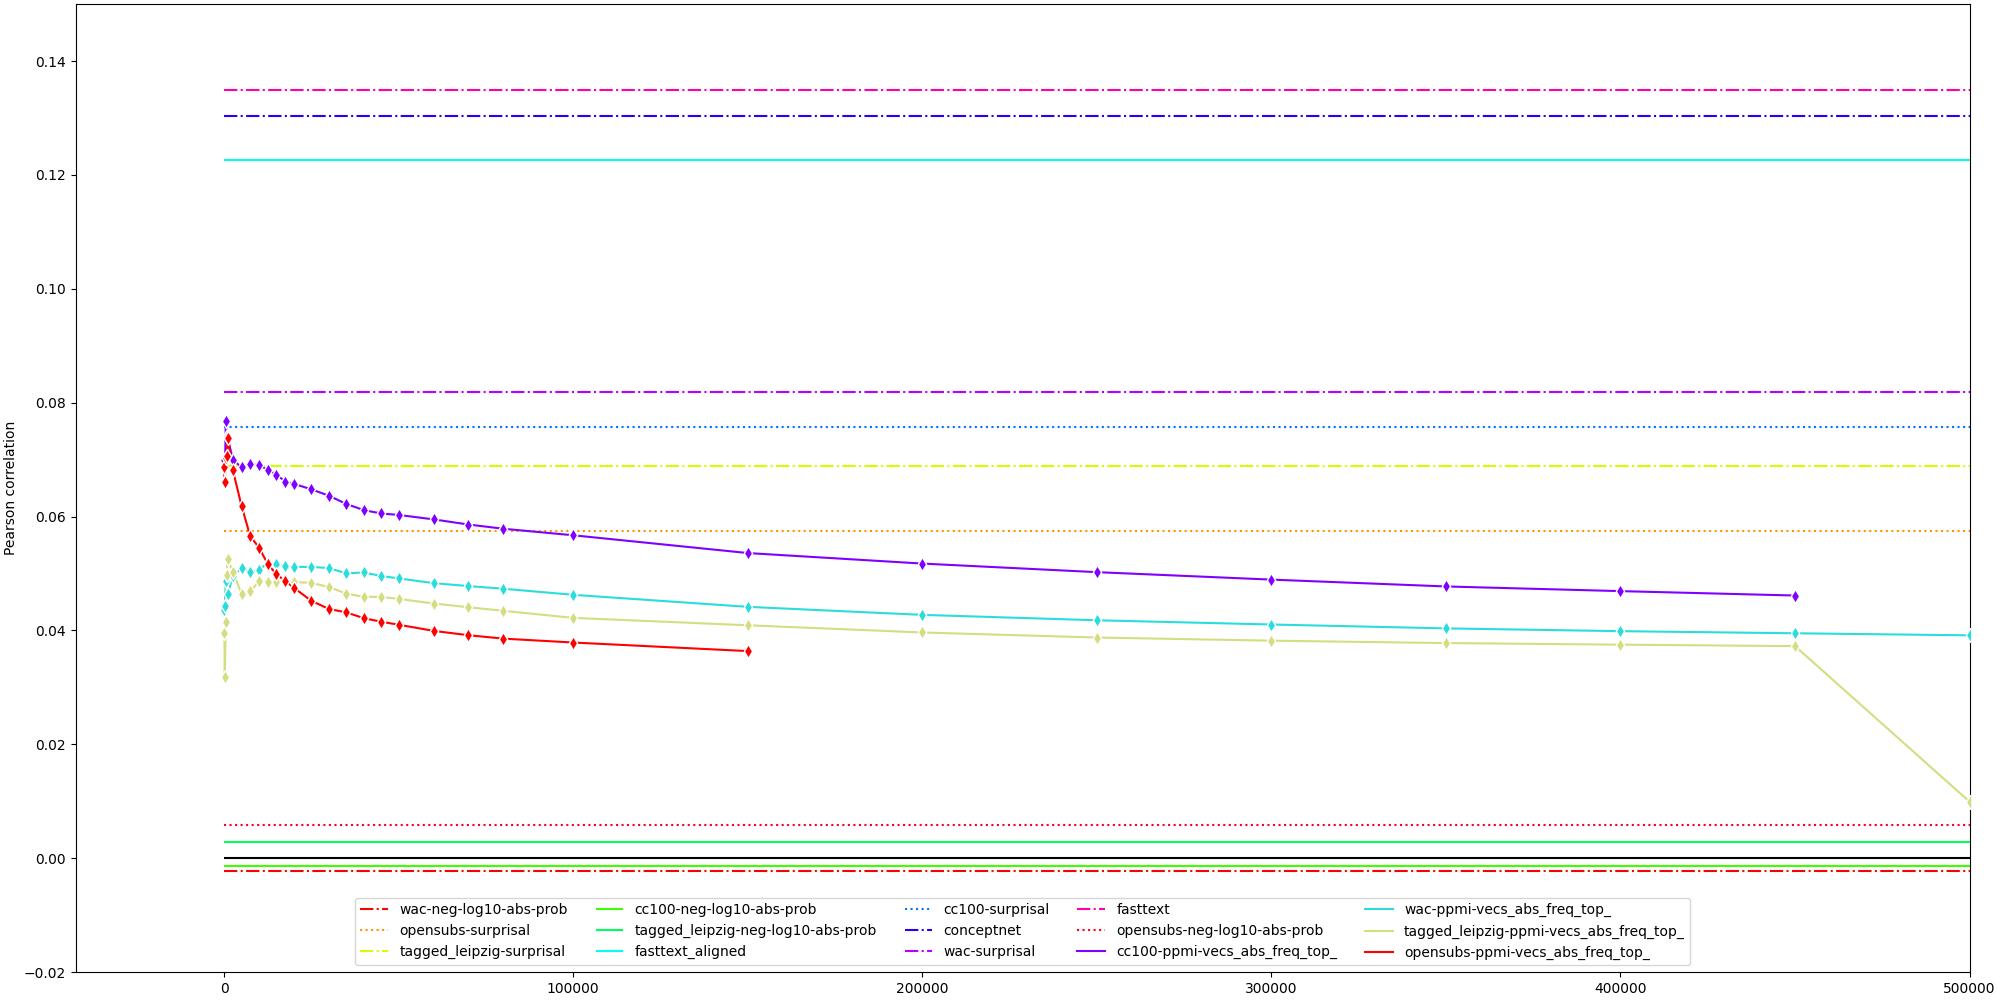 0.14
0.12
0.10
0.08
0.06
0.04
0.02
0.00
−0.02
Pearson correlation
wac-neg-log10-abs-prob
opensubs-surprisal
tagged_leipzig-surprisal
cc100-neg-log10-abs-prob
tagged_leipzig-neg-log10-abs-prob
fasttext_aligned
cc100-surprisal
conceptnet
wac-surprisal
fasttext
opensubs-neg-log10-abs-prob
cc100-ppmi-vecs_abs_freq_top_
wac-ppmi-vecs_abs_freq_top_
tagged_leipzig-ppmi-vecs_abs_freq_top_
opensubs-ppmi-vecs_abs_freq_top_
0 100000 200000 300000 400000 500000